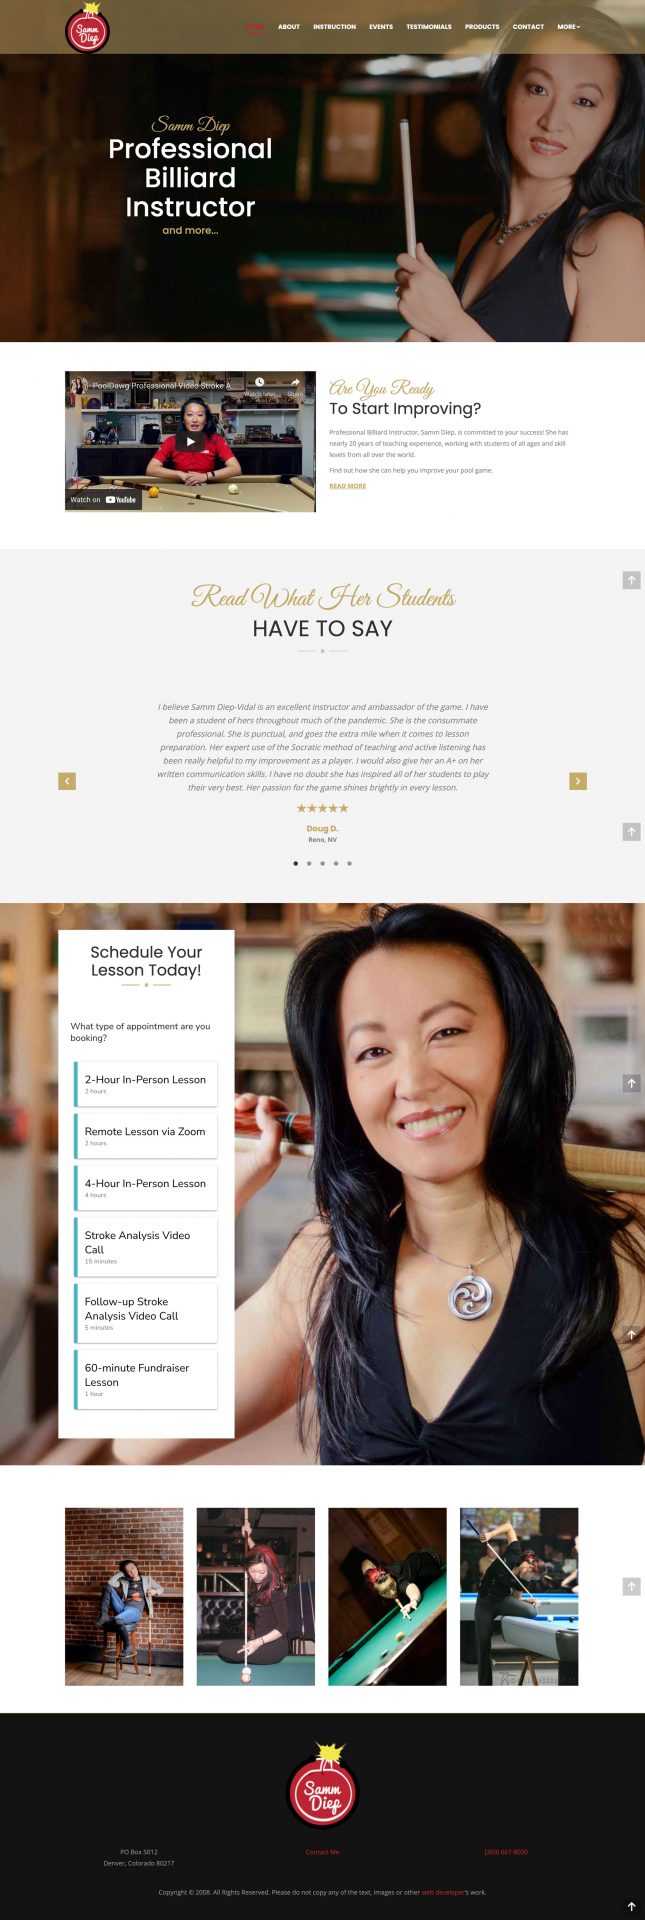 Samm
Diep
HOME ABOUT INSTRUCTION EVENTS TESTIMONIALS PRODUCTS CONTACT MORE
Samm Diep
Professional
Billiard
Instructor
and more...
PoolDawg Professional Video Stroke A...
Watch later
Share
Watch on YouTube
Are You Ready
To Start Improving?
Professional Billiard Instructor, Samm Diep, is committed to your success! She has
nearly 20 years of teaching experience, working with students of all ages and skill
levels from all over the world.
Find out how she can help you improve your pool game.
READ MORE
Read What Her Students
HAVE TO SAY
I believe Samm Diep-Vidal is an excellent instructor and ambassador of the game. I have
been a student of hers throughout much of the pandemic. She is the consummate
professional. She is punctual, and goes the extra mile when it comes to lesson
preparation. Her expert use of the Socratic method of teaching and active listening has
been really helpful to my improvement as a player. I would also give her an A+ on her
written communication skills. I have no doubt she has inspired all of her students to play
their very best. Her passion for the game shines brightly in every lesson.
Doug D.
Reno, NV
Schedule Your
Lesson Today!
What type of appointment are you
booking?
2-Hour In-Person Lesson
2 hours
Remote Lesson via Zoom
2 hours
4-Hour In-Person Lesson
4 hours
Stroke Analysis Video
Call
15 minutes
Follow-up Stroke
Analysis Video Call
5 minutes
60-minute Fundraiser
Lesson
1 hour
Samm
Diep
PO Box 5012
Denver, Colorado 80217
Contact Me
(303) 667-8000
Copyright © 2008. All Rights Reserved. Please do not copy any of the text, images or other web developer's work.